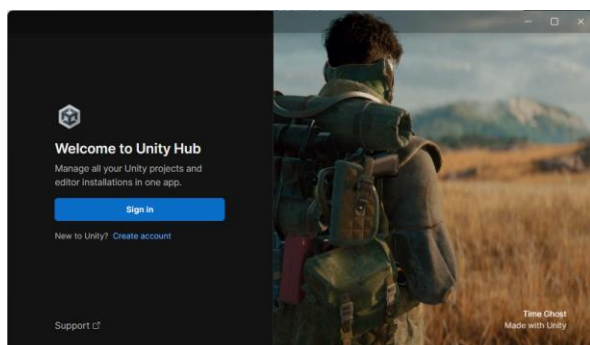 Welcome to Unity Hub
Manage all your Unity projects and
editor installations in one app.
Sign in
New to Unity? Create account
Support
Time Ghost
Made with Unity